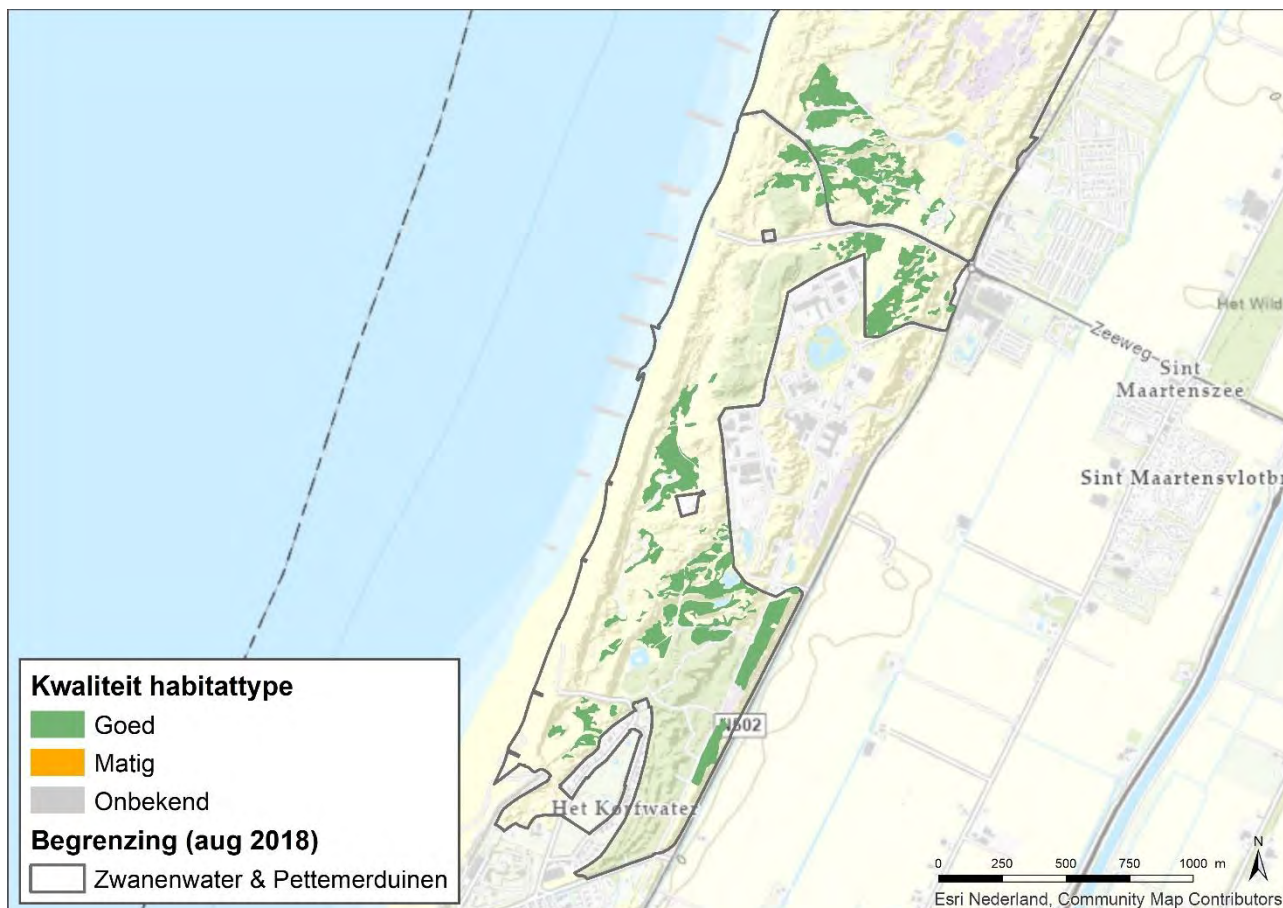 Het Wild
Zeeweg
Sint
Maartenszee
Sint Maartensvlotbr
N502
Het Korfwater
Kwaliteit habitattype
Goed
Matig
Onbekend
Begrenzing (aug 2018)
Zwanenwater & Pettemerduinen
0 250 500 750 1000 m
N
Esri Nederland, Community Map Contributors